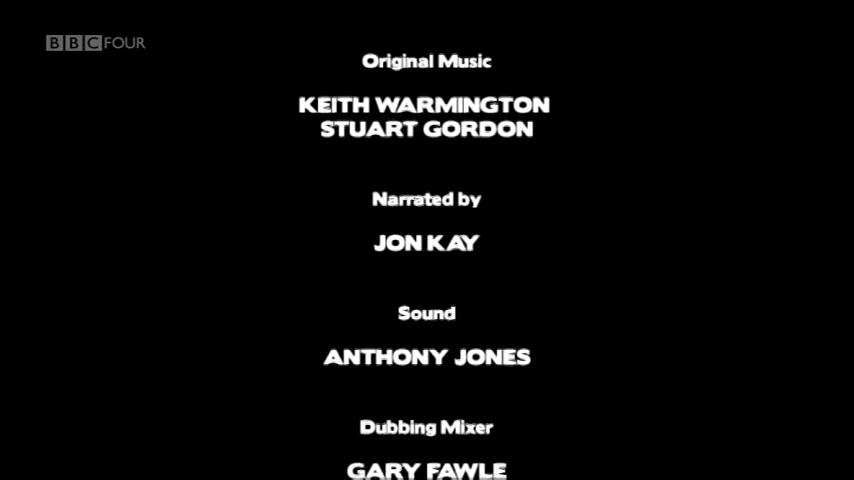 BBC FOUR
Original Music
KEITH WARMINGTON
STUART GORDON
Narrated by
JON KAY
Sound
ANTHONY JONES
Dubbing Mixer
GARY FAWLE